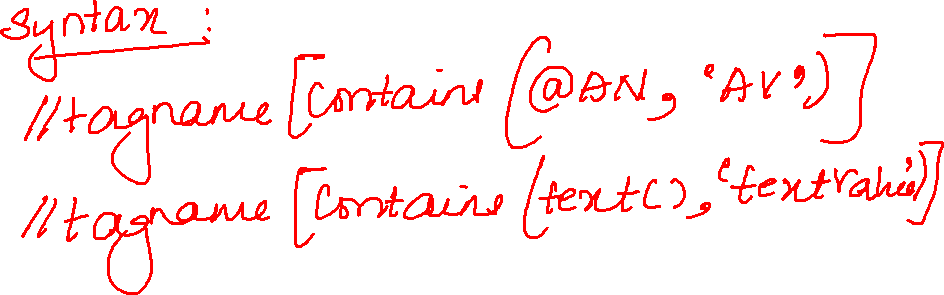 Syntax :
//tagname [contains (@AN, 'AV')]
//tagname [contains (text(), 'textvalue')]